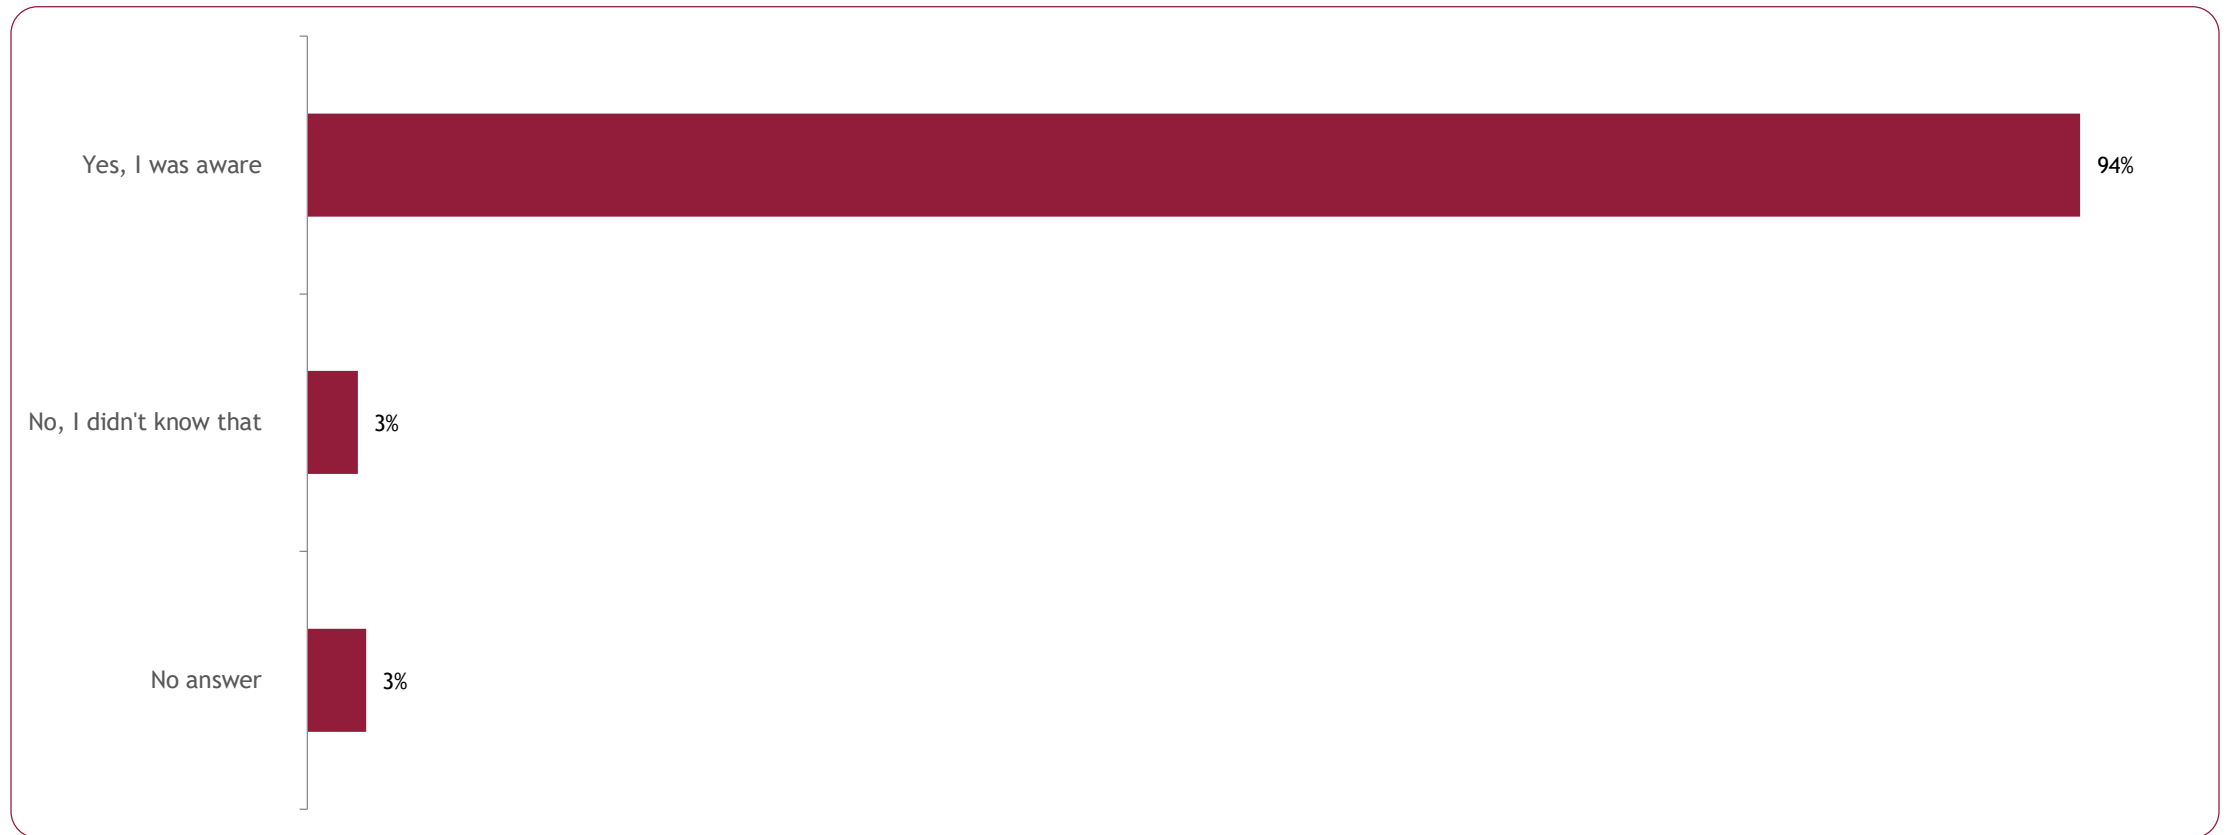 Yes, I was aware
94%
No, I didn't know that
3%
No answer
3%